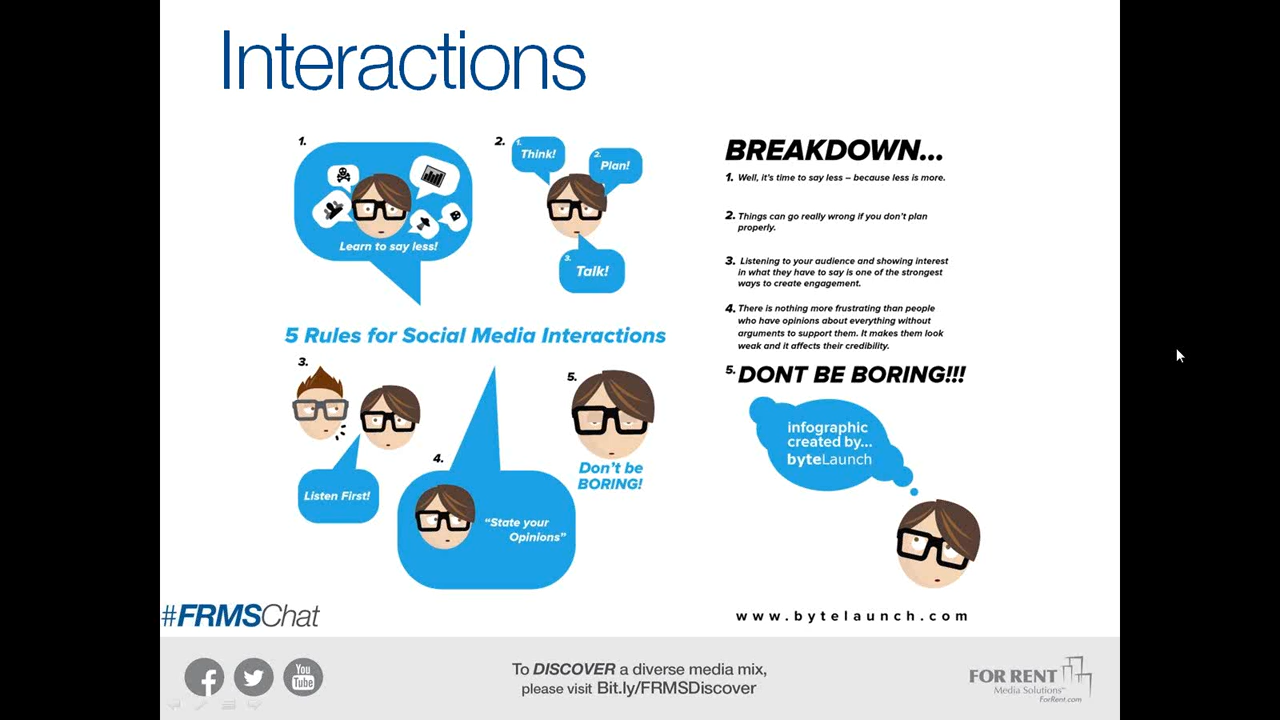 Interactions
1.
Learn to say less!
2.
1.
Think!
2.
Plan!
3.
Talk!
5 Rules for Social Media Interactions
3.
Listen First!
4.
"State your
Opinions"
5.
Don't be
BORING!
BREAKDOWN...
1. Well, it's time to say less – because less is more.
2. Things can go really wrong if you don't plan
properly.
3. Listening to your audience and showing interest
in what they have to say is one of the strongest
ways to create engagement.
4. There is nothing more frustrating than people
who have opinions about everything without
arguments to support them. It makes them look
weak and it affects their credibility.
5. DONT BE BORING!!!
infographic
created by...
byteLaunch
www.bytelaunch.com
#FRMSChat
You
Tube
To DISCOVER a diverse media mix,
please visit Bit.ly/FRMSDiscover
FOR RENT
Media Solutions™
ForRent.com